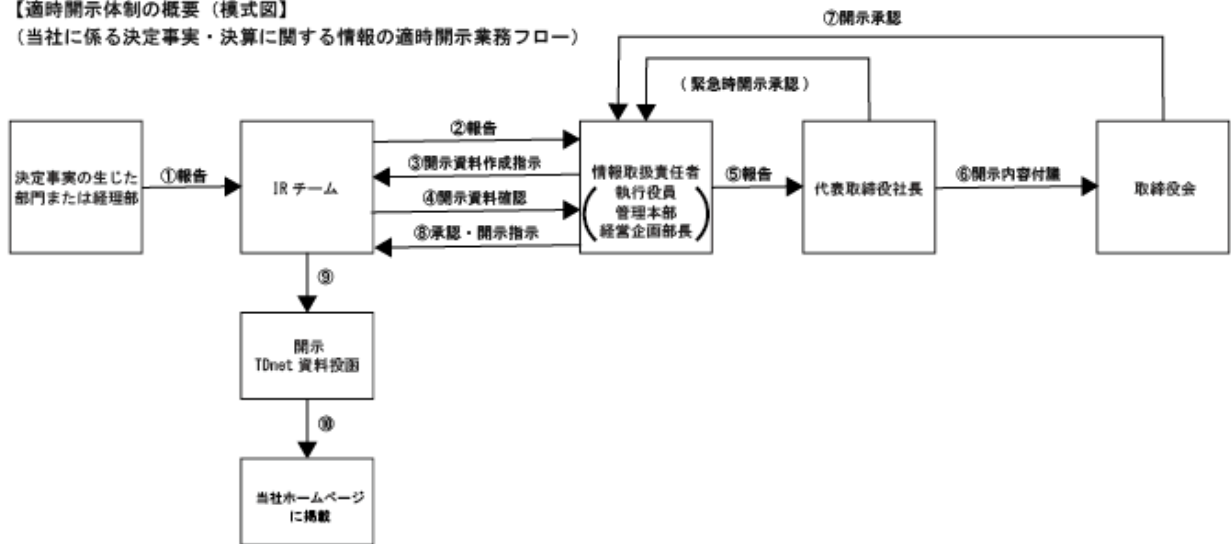 【適時開示体制の概要（模式図】
（当社に係る決定事実・決算に関する情報の適時開示業務フロー）
⑦開示承認
（緊急時開示承認）
決定事実の生じた
部門または経理部
①報告
IRチーム
②報告
③開示資料作成指示
④開示資料確認
⑧承認・開示指示
情報取扱責任者
執行役員
管理本部
経営企画部長
⑤報告
代表取締役社長
⑥開示内容付議
取締役会
⑨
開示
TDnet 資料投函
⑩
当社ホームページ
に掲載